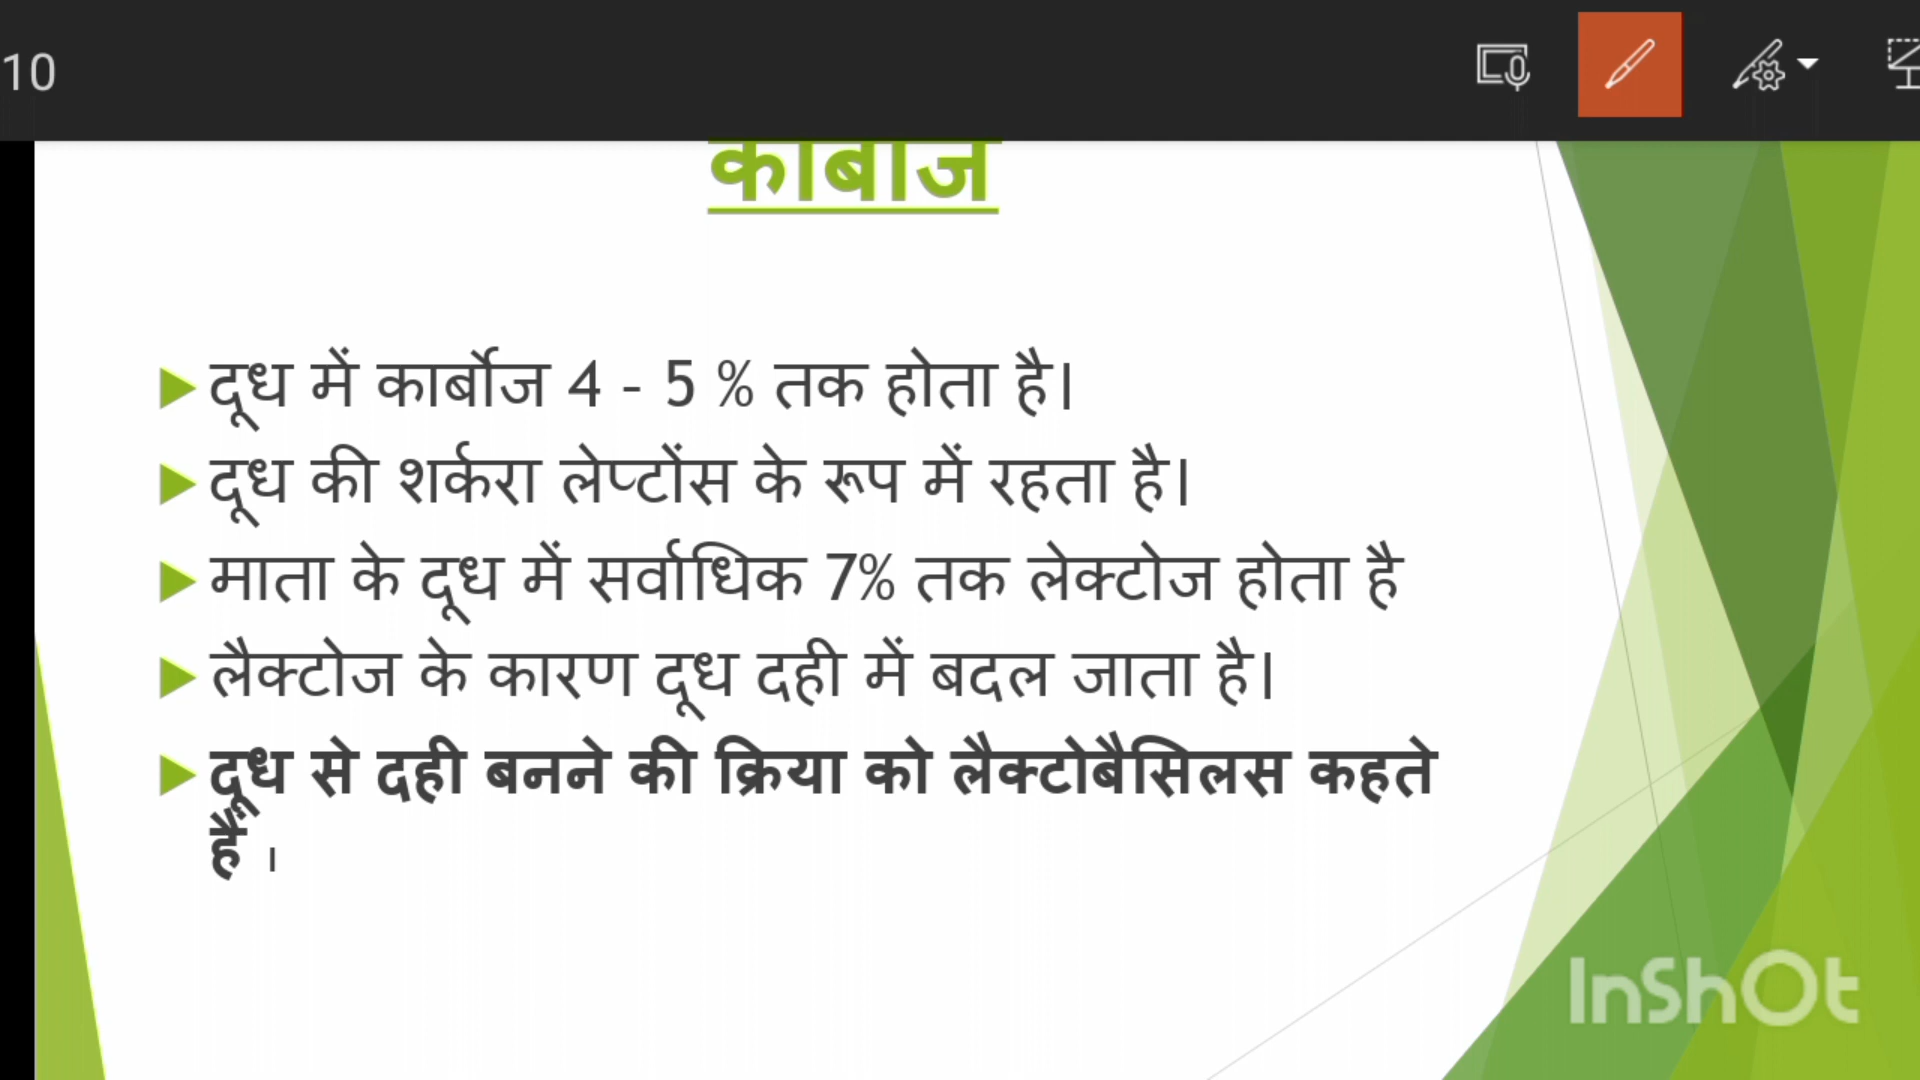 10
कार्बोज
दूध में कार्बौज 4 - 5 % तक होता है।
दूध की शर्करा लेप्टोंस के रूप में रहता है।
माता के दूध में सर्वाधिक 7% तक लेक्टोज होता है
लैक्टोज के कारण दूध दही में बदल जाता है।
दूध से दही बनने की क्रिया को लैक्टोबैसिलस कहते
हैं ।
InShOt